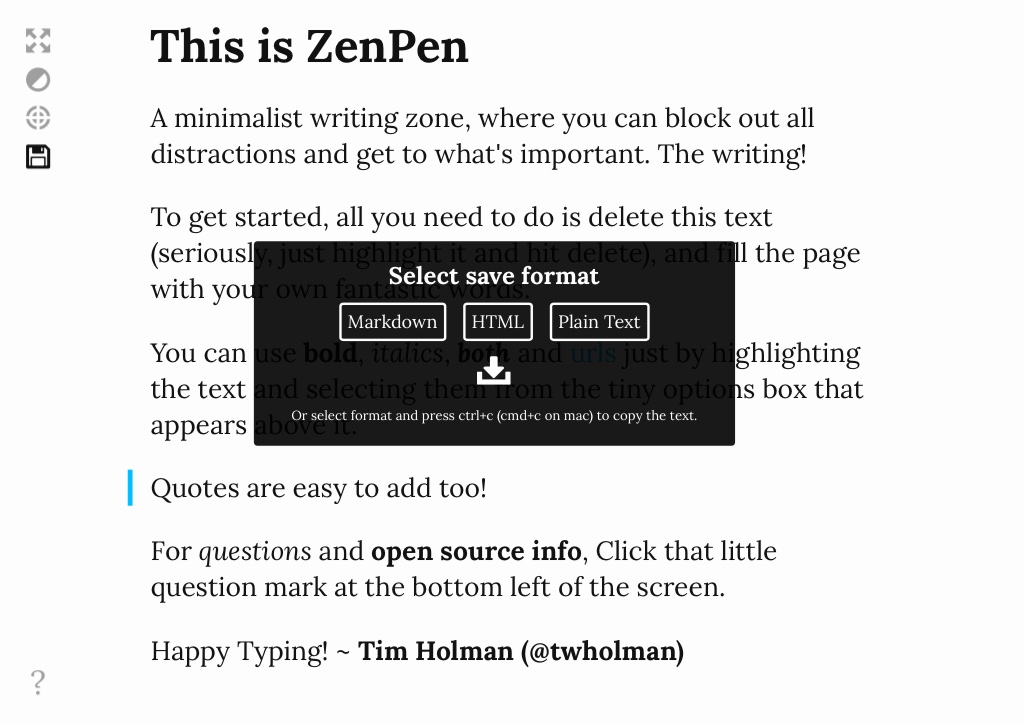 This is ZenPen
A minimalist writing zone, where you can block out all
distractions and get to what's important. The writing!
To get started, all you need to do is delete this text
(seriously, just highlight it and hit delete), and fill the page
with your own fantastic words.
Select save format
Markdown
HTML
Plain Text
Or select format and press ctrl+c (cmd+c on mac) to copy the text.
You can use bold, italics, both and urls just by highlighting
the text and selecting them from the tiny options box that
appears above it.
Quotes are easy to add too!
For questions and open source info, Click that little
question mark at the bottom left of the screen.
Happy Typing! ~ Tim Holman (@twholman)
?